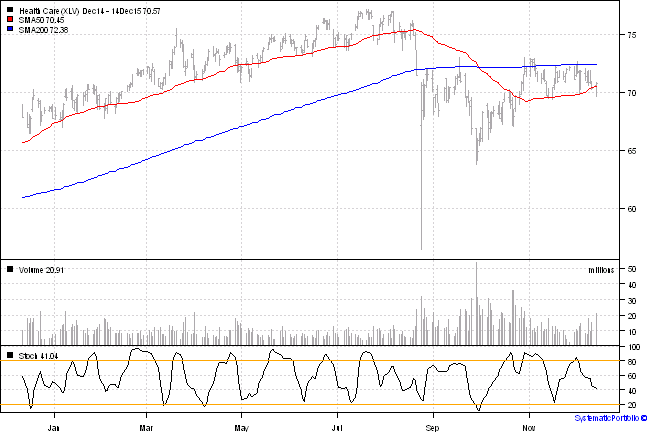 Health Care (XLV) Dec14 - 14Dec15 70.57
SMA50 70.45
SMA200 72.38
75
70
65
60
Volume 20.91
millions
50
40
30
20
10
Stoch 41.04
100
80
60
40
20
Jan Mar May Jul Sep Nov
SystematicPortfolio ©